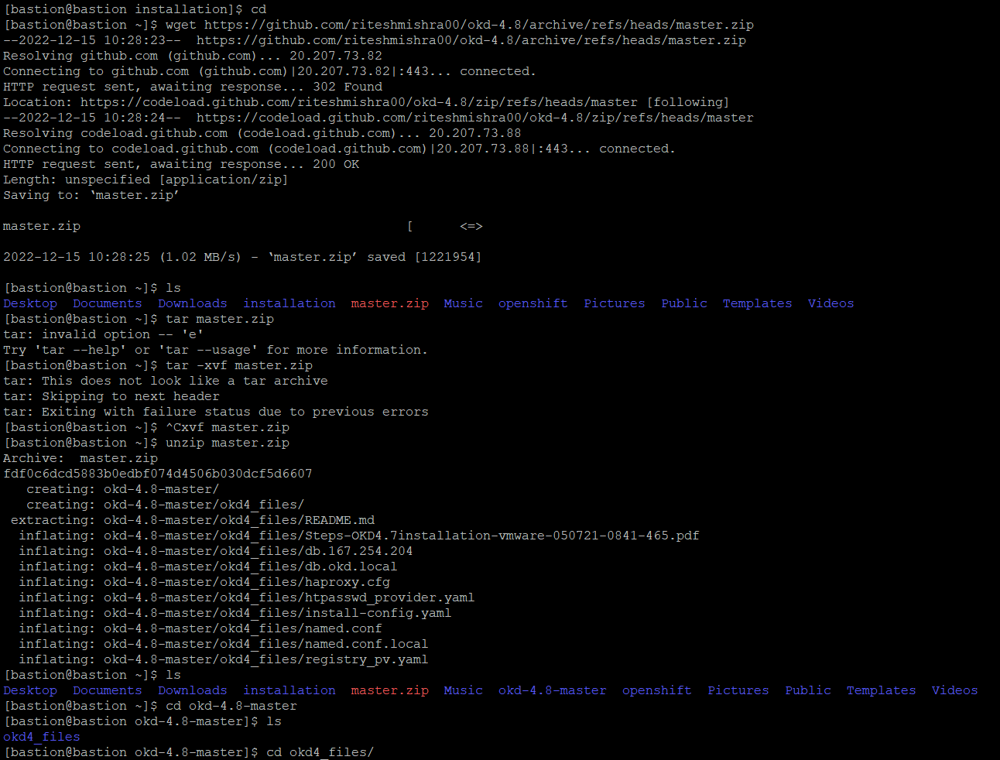 [bastion@bastion installation]$ cd
[bastion@bastion ~]$ wget https://github.com/riteshmishra00/okd-4.8/archive/refs/heads/master.zip
--2022-12-15 10:28:23--  https://github.com/riteshmishra00/okd-4.8/archive/refs/heads/master.zip
Resolving github.com (github.com)... 20.207.73.82
Connecting to github.com (github.com)|20.207.73.82|:443... connected.
HTTP request sent, awaiting response... 302 Found
Location: https://codeload.github.com/riteshmishra00/okd-4.8/zip/refs/heads/master [following]
--2022-12-15 10:28:24--  https://codeload.github.com/riteshmishra00/okd-4.8/zip/refs/heads/master
Resolving codeload.github.com (codeload.github.com)... 20.207.73.88
Connecting to codeload.github.com (codeload.github.com)|20.207.73.88|:443... connected.
HTTP request sent, awaiting response... 200 OK
Length: unspecified [application/zip]
Saving to: ‘master.zip’
master.zip                                          [      <=>
2022-12-15 10:28:25 (1.02 MB/s) - ‘master.zip’ saved [1221954]
[bastion@bastion ~]$ ls
Desktop  Documents  Downloads  installation  master.zip  Music  openshift  Pictures  Public  Templates  Videos
[bastion@bastion ~]$ tar master.zip
tar: invalid option -- 'e'
Try 'tar --help' or 'tar --usage' for more information.
[bastion@bastion ~]$ tar -xvf master.zip
tar: This does not look like a tar archive
tar: Skipping to next header
tar: Exiting with failure status due to previous errors
[bastion@bastion ~]$ ^Cxvf master.zip
[bastion@bastion ~]$ unzip master.zip
Archive:  master.zip
fdf0c6dcd5883b0edbf074d4506b030dcf5d6607
   creating: okd-4.8-master/
   creating: okd-4.8-master/okd4_files/
 extracting: okd-4.8-master/okd4_files/README.md
  inflating: okd-4.8-master/okd4_files/Steps-OKD4.7installation-vmware-050721-0841-465.pdf
  inflating: okd-4.8-master/okd4_files/db.167.254.204
  inflating: okd-4.8-master/okd4_files/db.okd.local
  inflating: okd-4.8-master/okd4_files/haproxy.cfg
  inflating: okd-4.8-master/okd4_files/htpasswd_provider.yaml
  inflating: okd-4.8-master/okd4_files/install-config.yaml
  inflating: okd-4.8-master/okd4_files/named.conf
  inflating: okd-4.8-master/okd4_files/named.conf.local
  inflating: okd-4.8-master/okd4_files/registry_pv.yaml
[bastion@bastion ~]$ ls
Desktop  Documents  Downloads  installation  master.zip  Music  okd-4.8-master  openshift  Pictures  Public  Templates  Videos
[bastion@bastion ~]$ cd okd-4.8-master
[bastion@bastion okd-4.8-master]$ ls
okd4_files
[bastion@bastion okd-4.8-master]$ cd okd4_files/